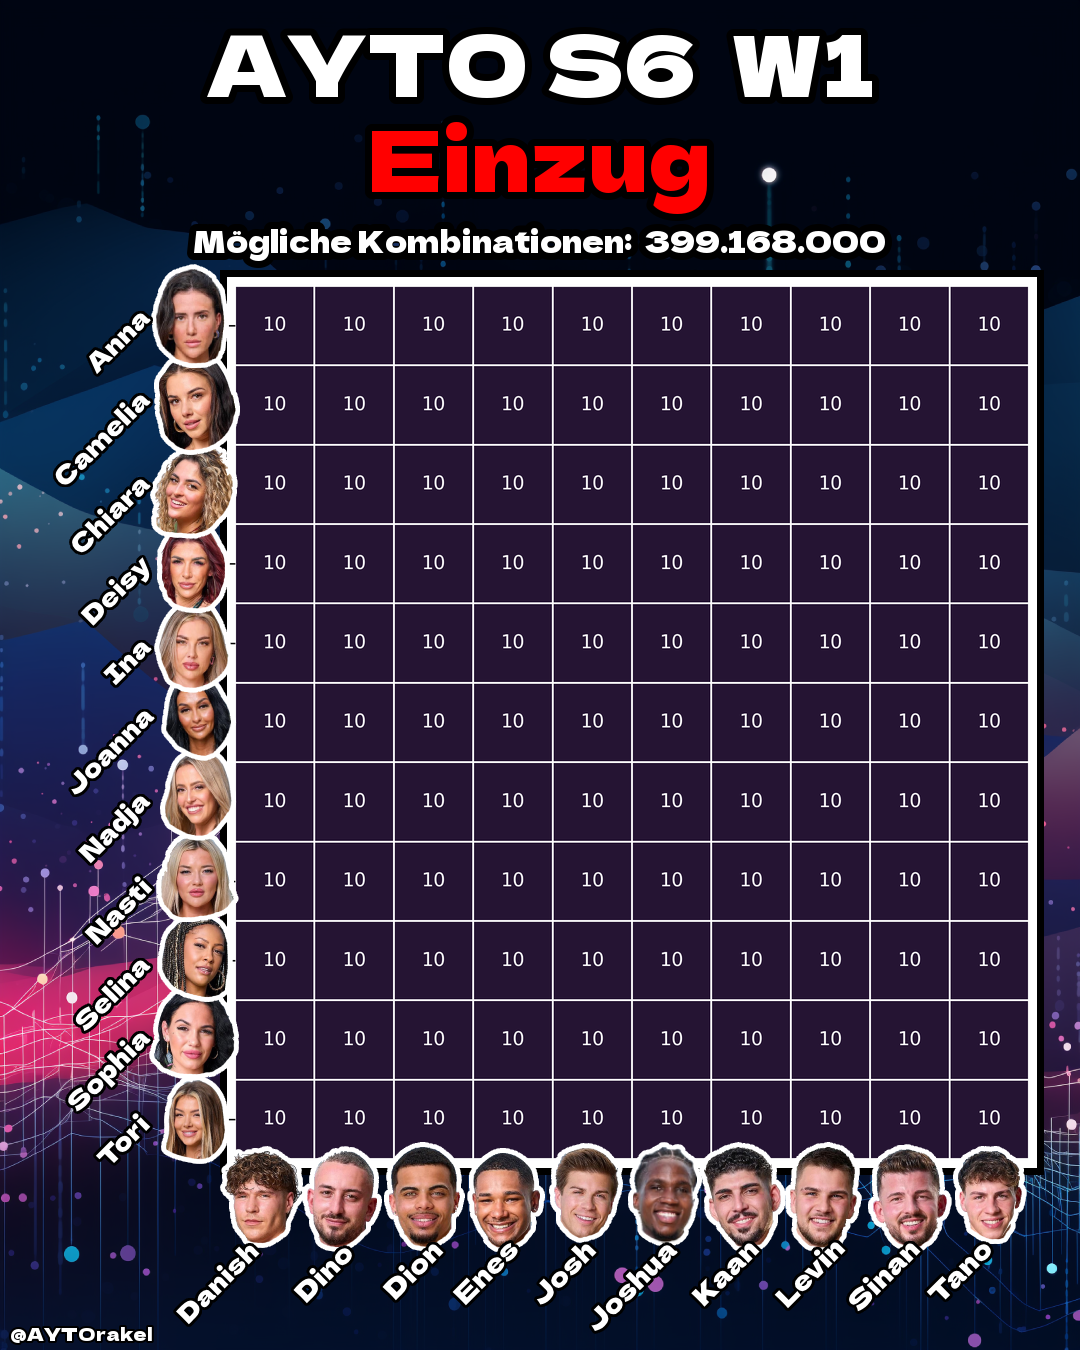 AYTO S6 W1
Einzug
Mögliche Kombinationen: 399.168.000
Anna 10 10 10 10 10 10 10 10 10 10
Camelia 10 10 10 10 10 10 10 10 10 10
Chiara 10 10 10 10 10 10 10 10 10 10
Deisy 10 10 10 10 10 10 10 10 10 10
Ina 10 10 10 10 10 10 10 10 10 10
Joanna 10 10 10 10 10 10 10 10 10 10
Nadja 10 10 10 10 10 10 10 10 10 10
Nasti 10 10 10 10 10 10 10 10 10 10
Selina 10 10 10 10 10 10 10 10 10 10
Sophia 10 10 10 10 10 10 10 10 10 10
Tori 10 10 10 10 10 10 10 10 10 10
Danish Dino Dion Enes Josh Joshua Kaan Levin Sinan Tano
@AYTOrakel